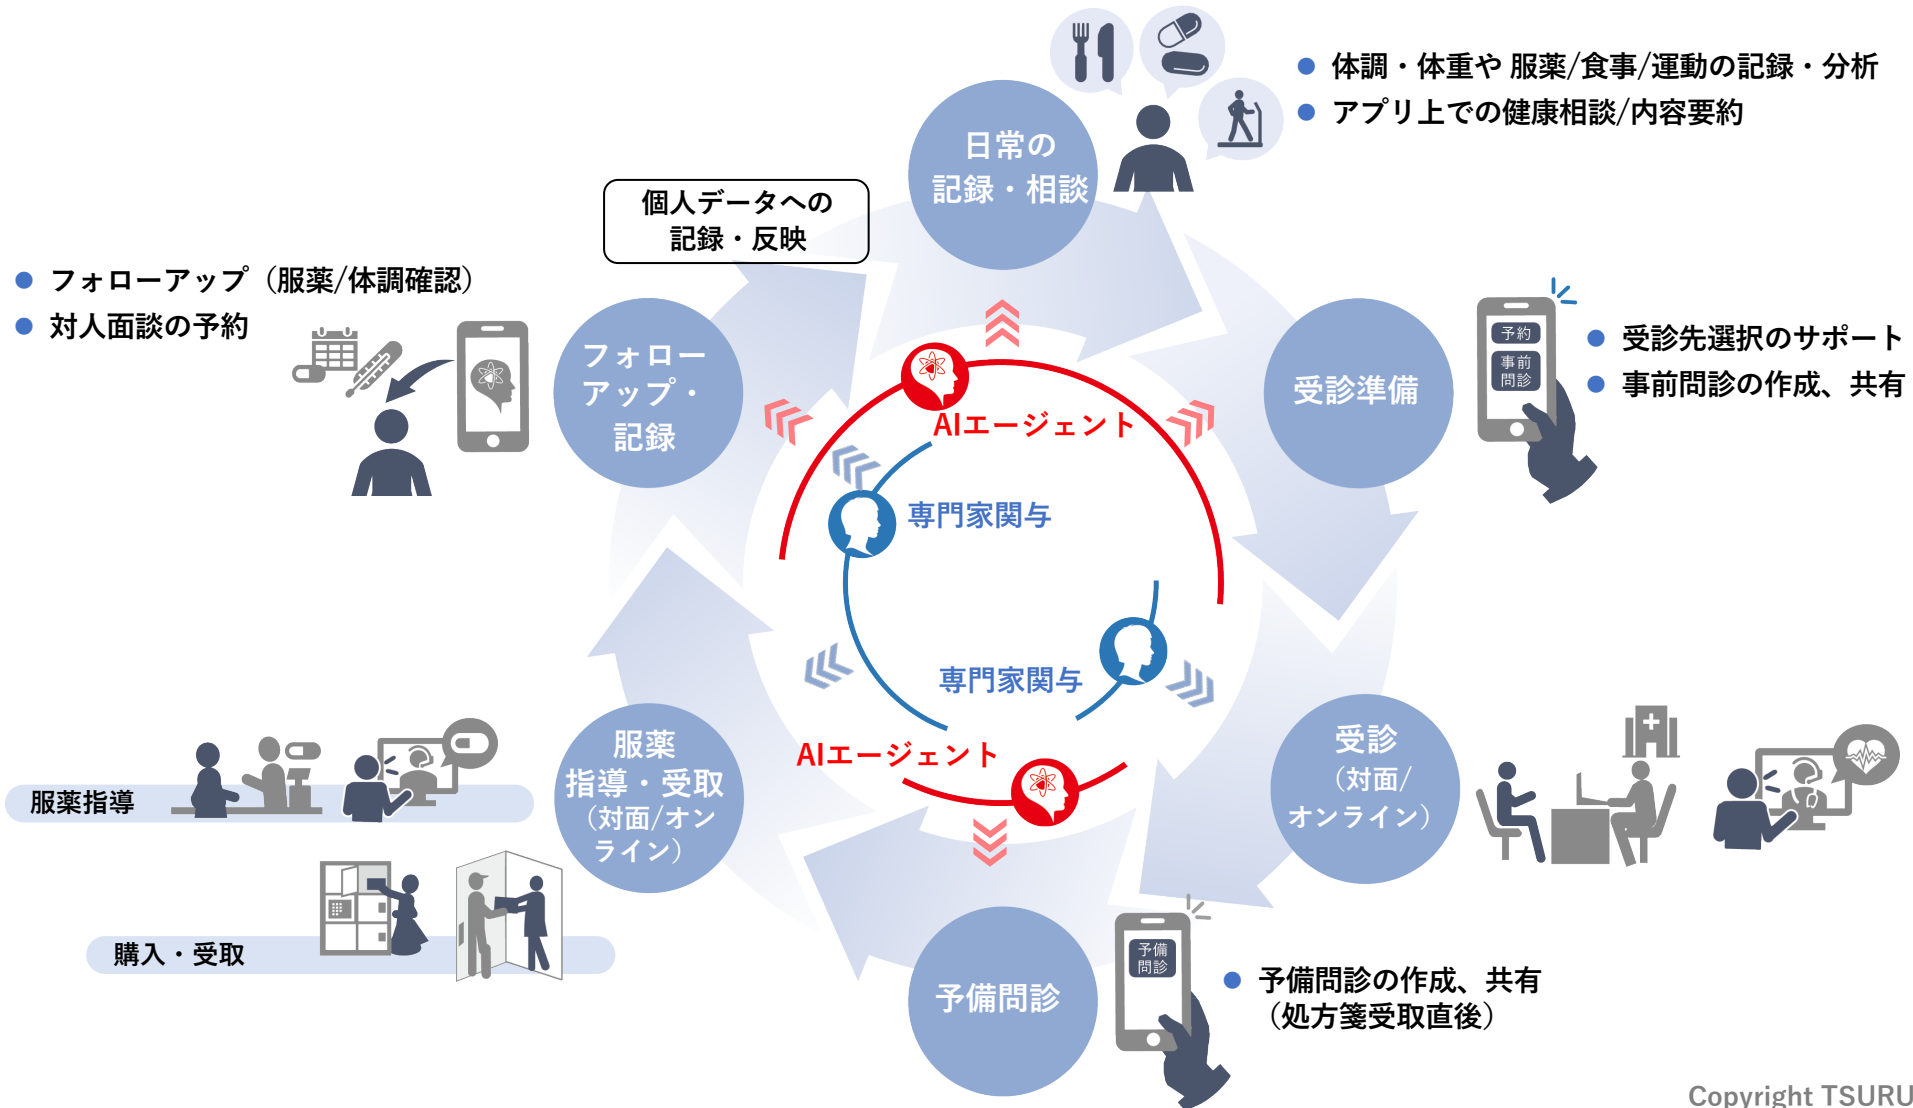 体調・体重や 服薬/食事/運動の記録・分析
アプリ上での健康相談/内容要約
日常の
記録・相談
個人データへの
記録・反映
フォローアップ（服薬/体調確認）
対人面談の予約
フォロー
アップ・
記録
予約
事前
問診
受診先選択のサポート
事前問診の作成、共有
受診準備
AIエージェント
専門家関与
専門家関与
AIエージェント
受診
（対面/
オンライン）
服薬
指導・受取
（対面/オン
ライン）
服薬指導
購入・受取
予備
問診
予備問診
予備問診の作成、共有
（処方箋受取直後）
Copyright TSURU